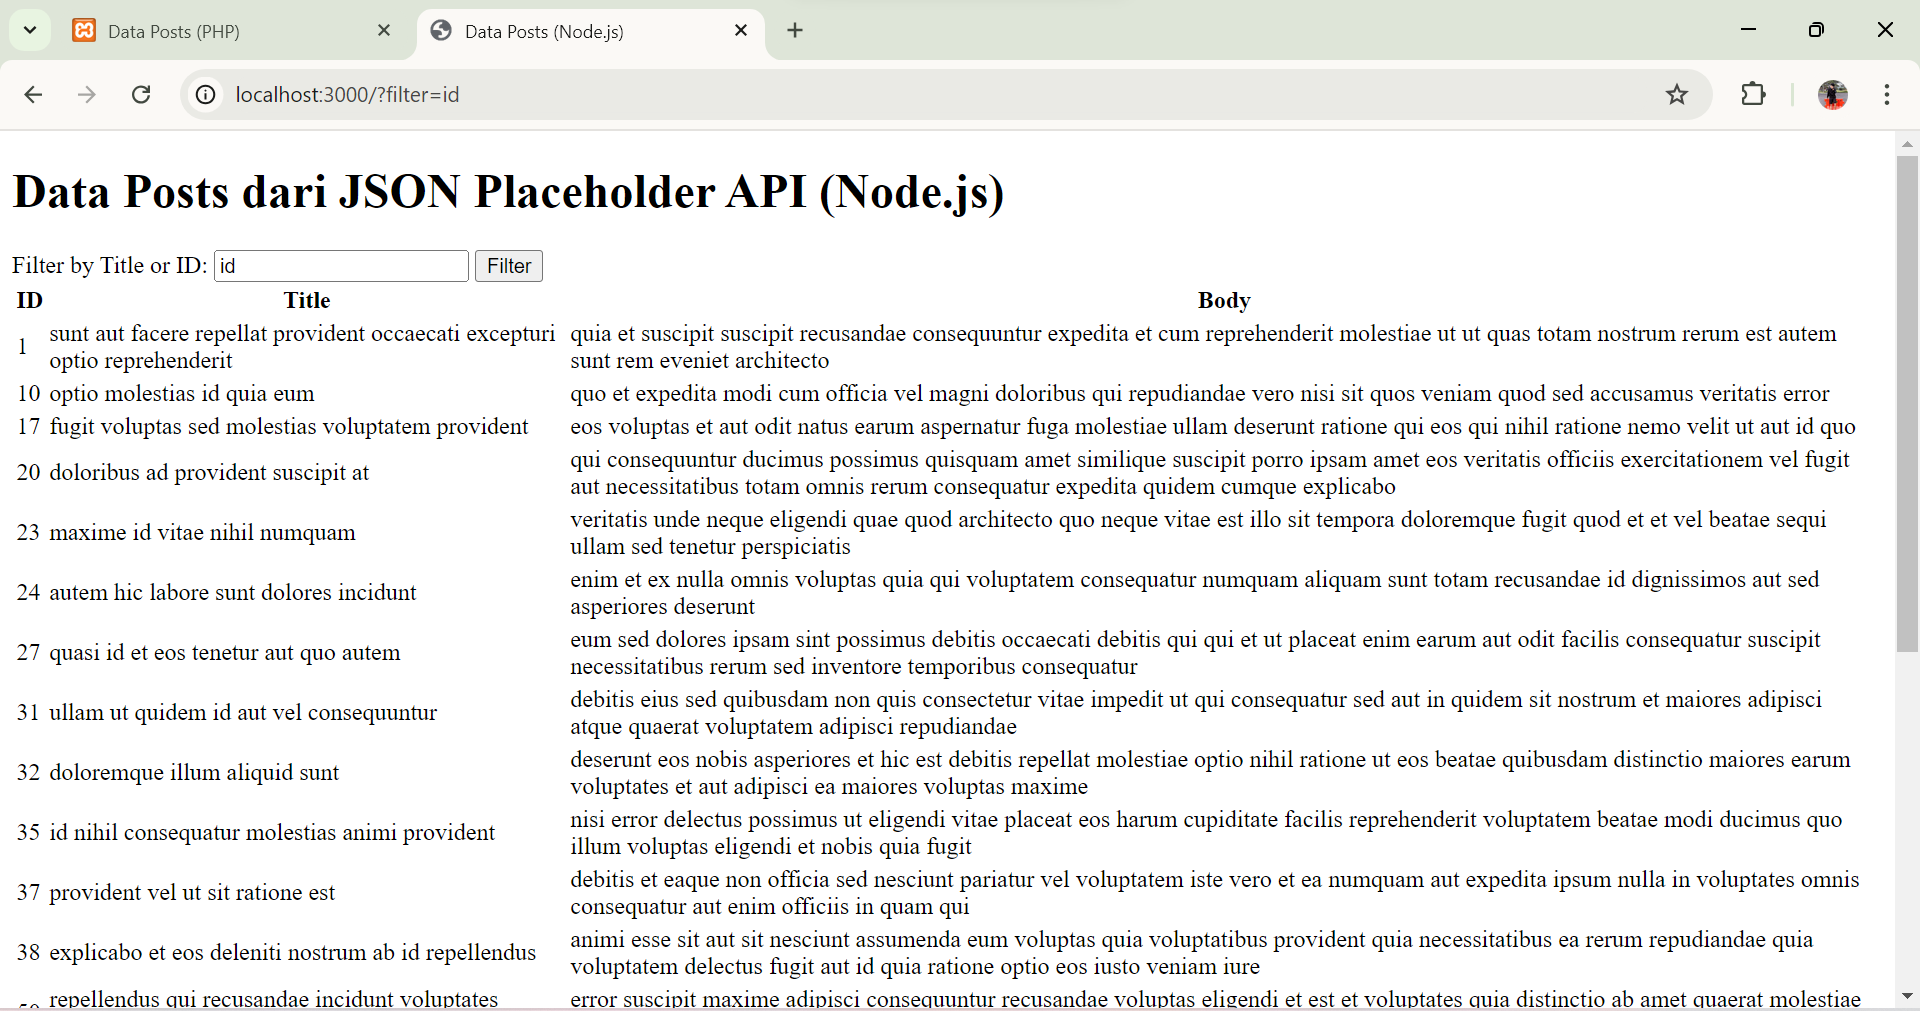 Data Posts (PHP)
Data Posts (Node.js)
localhost:3000/?filter=id
Data Posts dari JSON Placeholder API (Node.js)
Filter by Title or ID: id Filter
ID Title Body
1 sunt aut facere repellat provident occaecati excepturi
optio reprehenderit
quia et suscipit suscipit recusandae consequuntur expedita et cum reprehenderit molestiae ut ut quas totam nostrum rerum est autem
sunt rem eveniet architecto
10 optio molestias id quia eum
quo et expedita modi cum officia vel magni doloribus qui repudiandae vero nisi sit quos veniam quod sed accusamus veritatis error
17 fugit voluptas sed molestias voluptatem provident
eos voluptas et aut odit natus earum aspernatur fuga molestiae ullam deserunt ratione qui eos qui nihil ratione nemo velit ut aut id quo
20 doloribus ad provident suscipit at
qui consequuntur ducimus possimus quisquam amet similique suscipit porro ipsam amet eos veritatis officiis exercitationem vel fugit
aut necessitatibus totam omnis rerum consequatur expedita quidem cumque explicabo
23 maxime id vitae nihil numquam
veritatis unde neque eligendi quae quod architecto quo neque vitae est illo sit tempora doloremque fugit quod et et vel beatae sequi
ullam sed tenetur perspiciatis
24 autem hic labore sunt dolores incidunt
enim et ex nulla omnis voluptas quia qui voluptatem consequatur numquam aliquam sunt totam recusandae id dignissimos aut sed
asperiores deserunt
27 quasi id et eos tenetur aut quo autem
eum sed dolores ipsam sint possimus debitis occaecati debitis qui qui et ut placeat enim earum aut odit facilis consequatur suscipit
necessitatibus rerum sed inventore temporibus consequatur
31 ullam ut quidem id aut vel consequuntur
debitis eius sed quibusdam non quis consectetur vitae impedit ut qui consequatur sed aut in quidem sit nostrum et maiores adipisci
atque quaerat voluptatem adipisci repudiandae
32 doloremque illum aliquid sunt
deserunt eos nobis asperiores et hic est debitis repellat molestiae optio nihil ratione ut eos beatae quibusdam distinctio maiores earum
voluptates et aut adipisci ea maiores voluptas maxime
35 id nihil consequatur molestias animi provident
nisi error delectus possimus ut eligendi vitae placeat eos harum cupiditate facilis reprehenderit voluptatem beatae modi ducimus quo
illum voluptas eligendi et nobis quia fugit
37 provident vel ut sit ratione est
debitis et eaque non officia sed nesciunt pariatur vel voluptatem iste vero et ea numquam aut expedita ipsum nulla in voluptates omnis
consequatur aut enim officiis in quam qui
38 explicabo et eos deleniti nostrum ab id repellendus
animi esse sit aut sit nesciunt assumenda eum voluptas quia voluptatibus provident quia necessitatibus ea rerum repudiandae quia
voluptatem delectus fugit aut id quia ratione optio eos iusto veniam iure
repellendus qui recusandae incidunt voluptates
error suscipit maxime adipisci consequuntur recusandae voluptas eligendi et est et voluptates quia distinctio ab amet quaerat molestiae